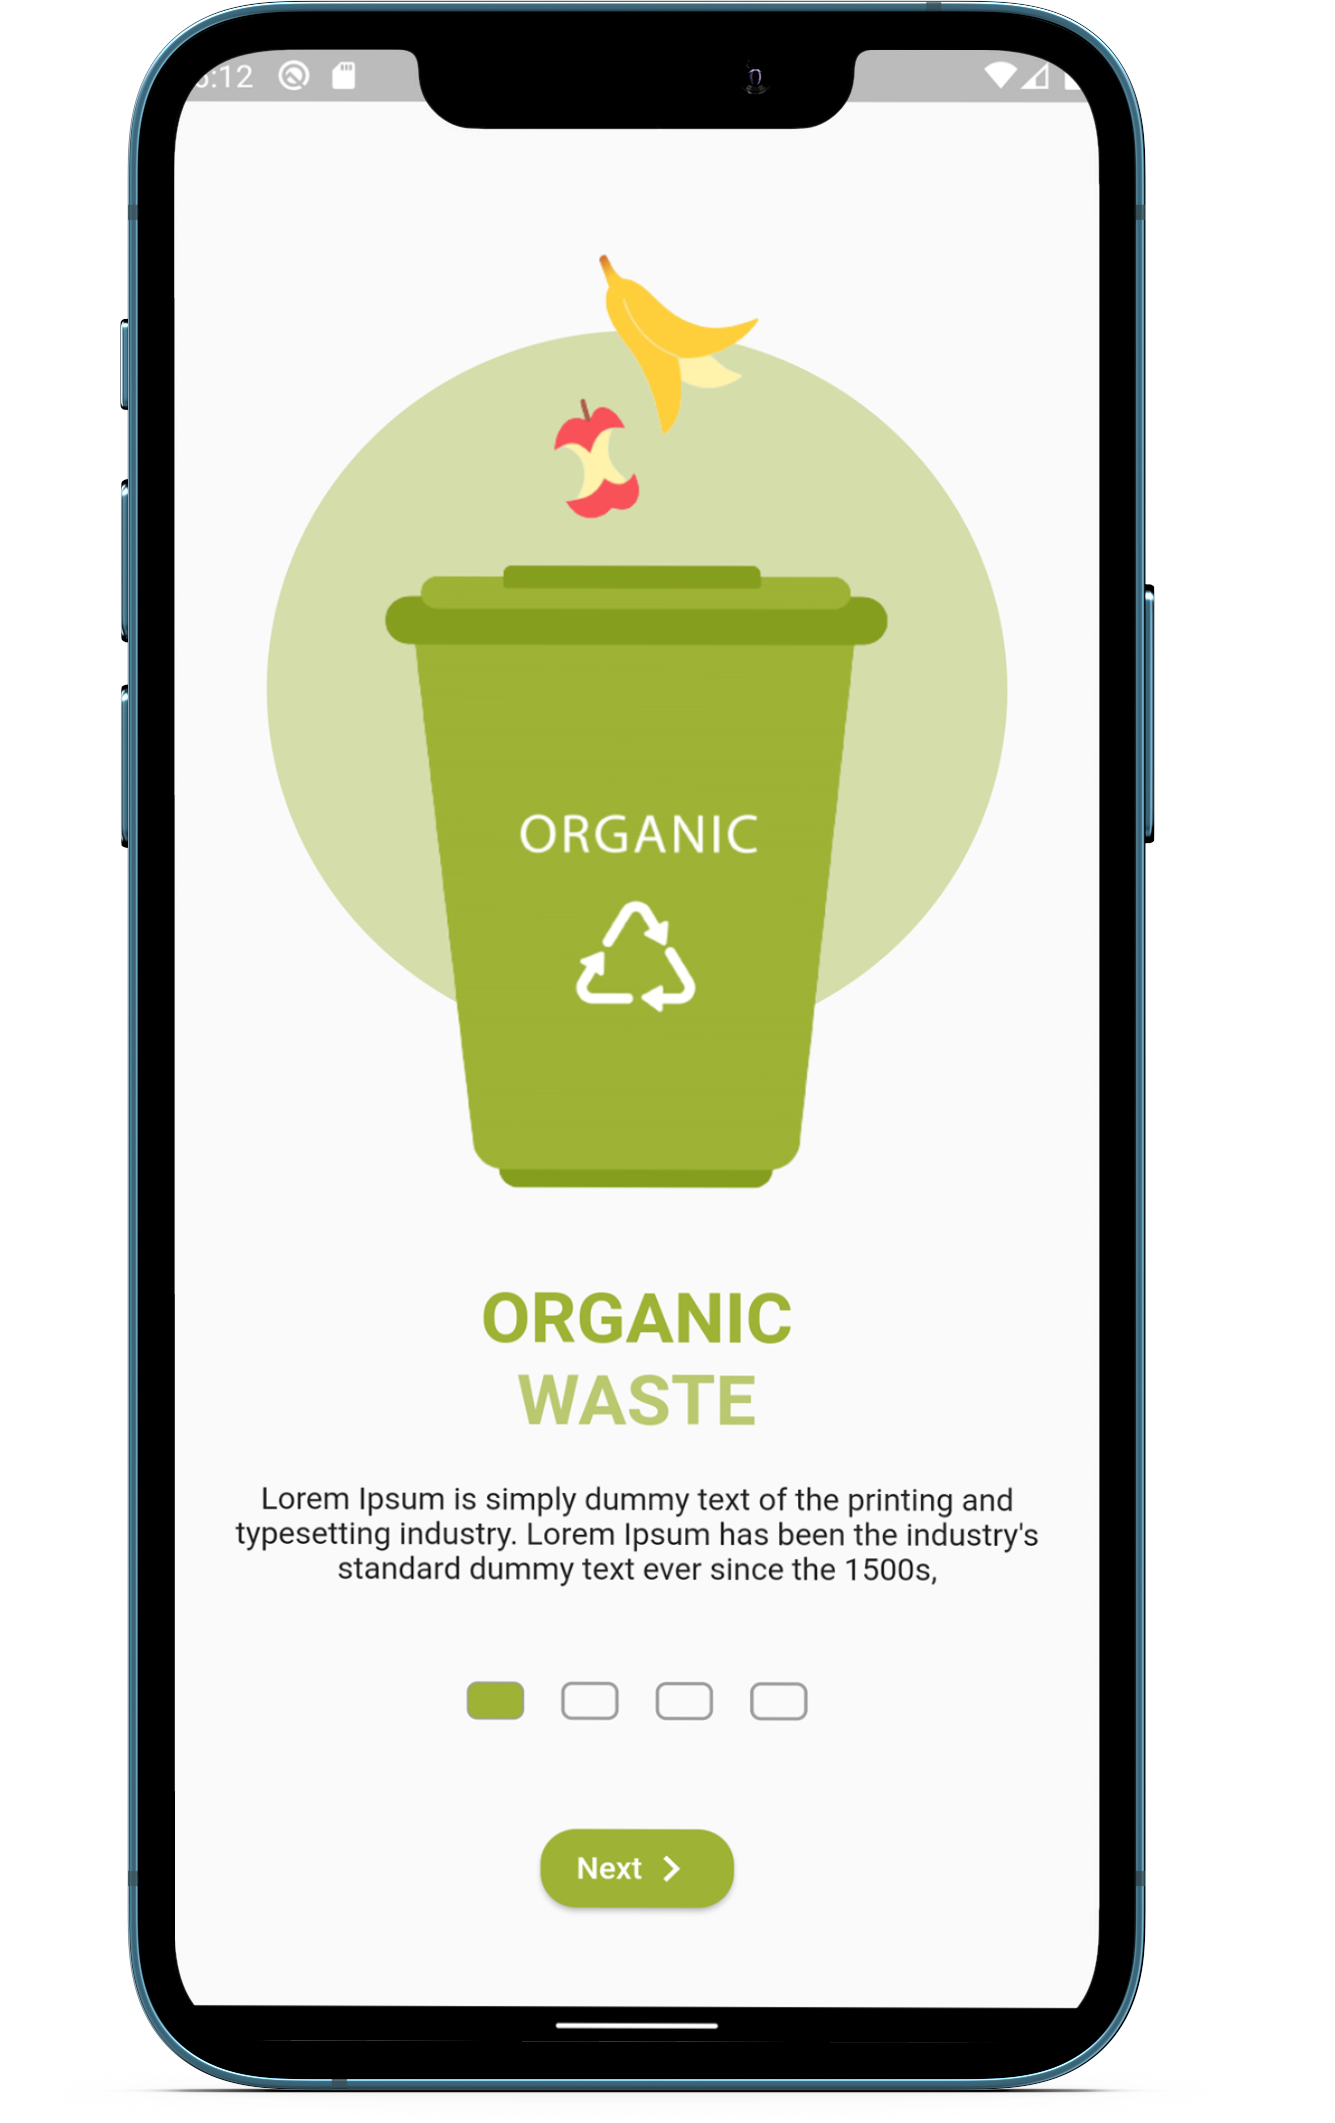 :12
ORGANIC
ORGANIC
WASTE
Lorem Ipsum is simply dummy text of the printing and
typesetting industry. Lorem Ipsum has been the industry's
standard dummy text ever since the 1500s,
Next